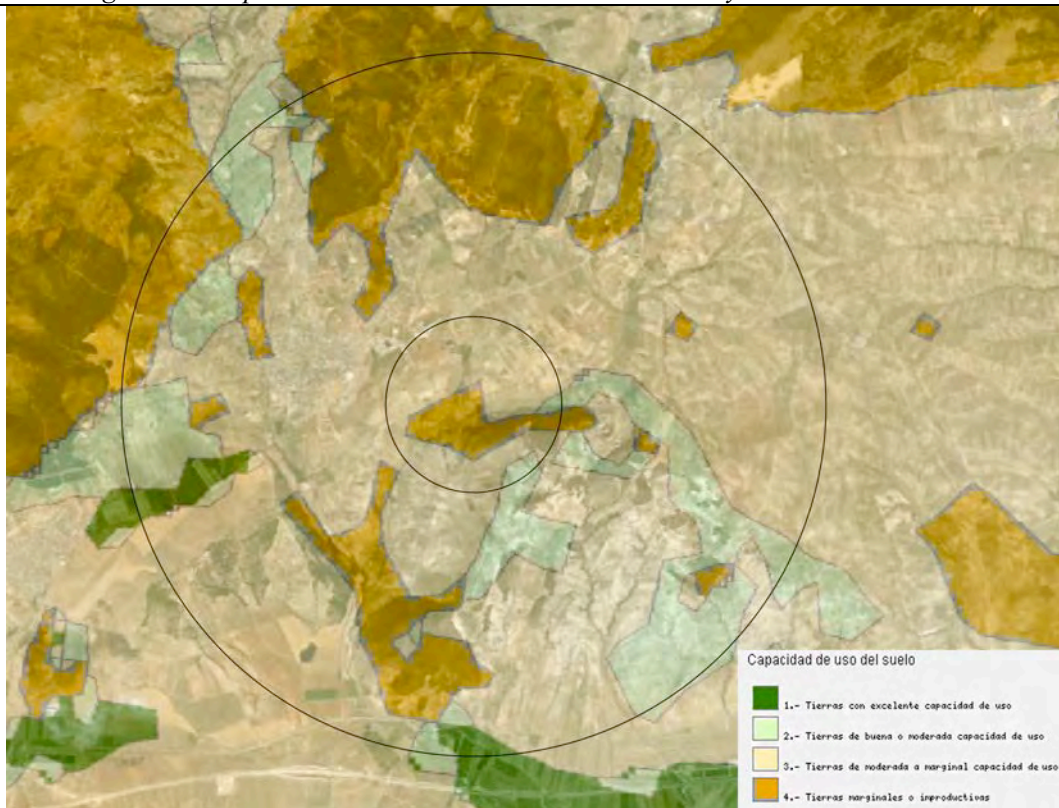 Capacidad de uso del suelo
1.- Tierras con excelente capacidad de uso
2.- Tierras de buena o moderada capacidad de uso
3.- Tierras de moderada a marginal capacidad de uso
4.- Tierras marginales o improductivas